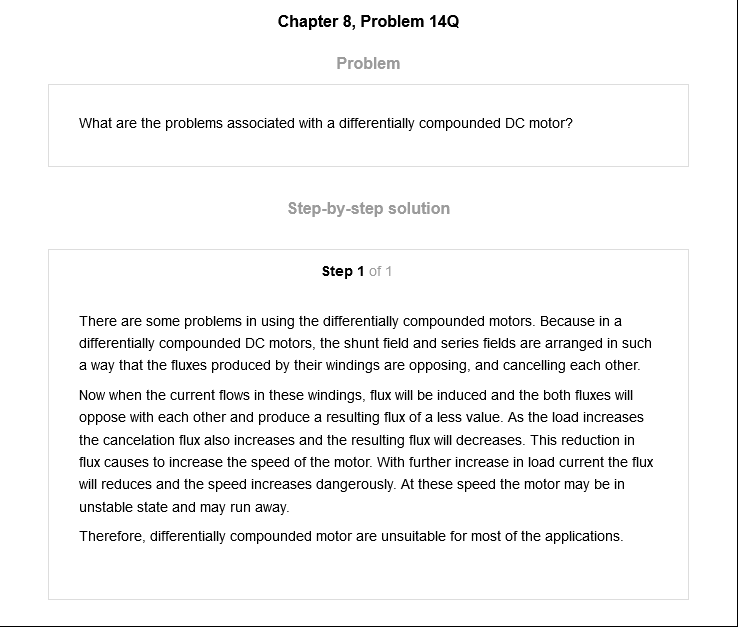 Chapter 8, Problem 14Q
Problem
What are the problems associated with a differentially compounded DC motor?
Step-by-step solution
Step 1 of 1
There are some problems in using the differentially compounded motors. Because in a
differentially compounded DC motors, the shunt field and series fields are arranged in such
a way that the fluxes produced by their windings are opposing, and cancelling each other.
Now when the current flows in these windings, flux will be induced and the both fluxes will
oppose with each other and produce a resulting flux of a less value. As the load increases
the cancelation flux also increases and the resulting flux will decreases. This reduction in
flux causes to increase the speed of the motor. With further increase in load current the flux
will reduces and the speed increases dangerously. At these speed the motor may be in
unstable state and may run away.
Therefore, differentially compounded motor are unsuitable for most of the applications.